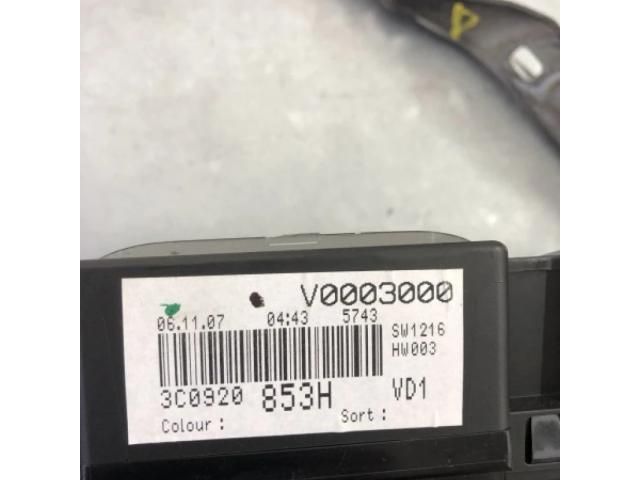 V0003000
06.11.07 04:43 5743
SW1216
HW003
3C0920 853H VD1
Colour : Sort :